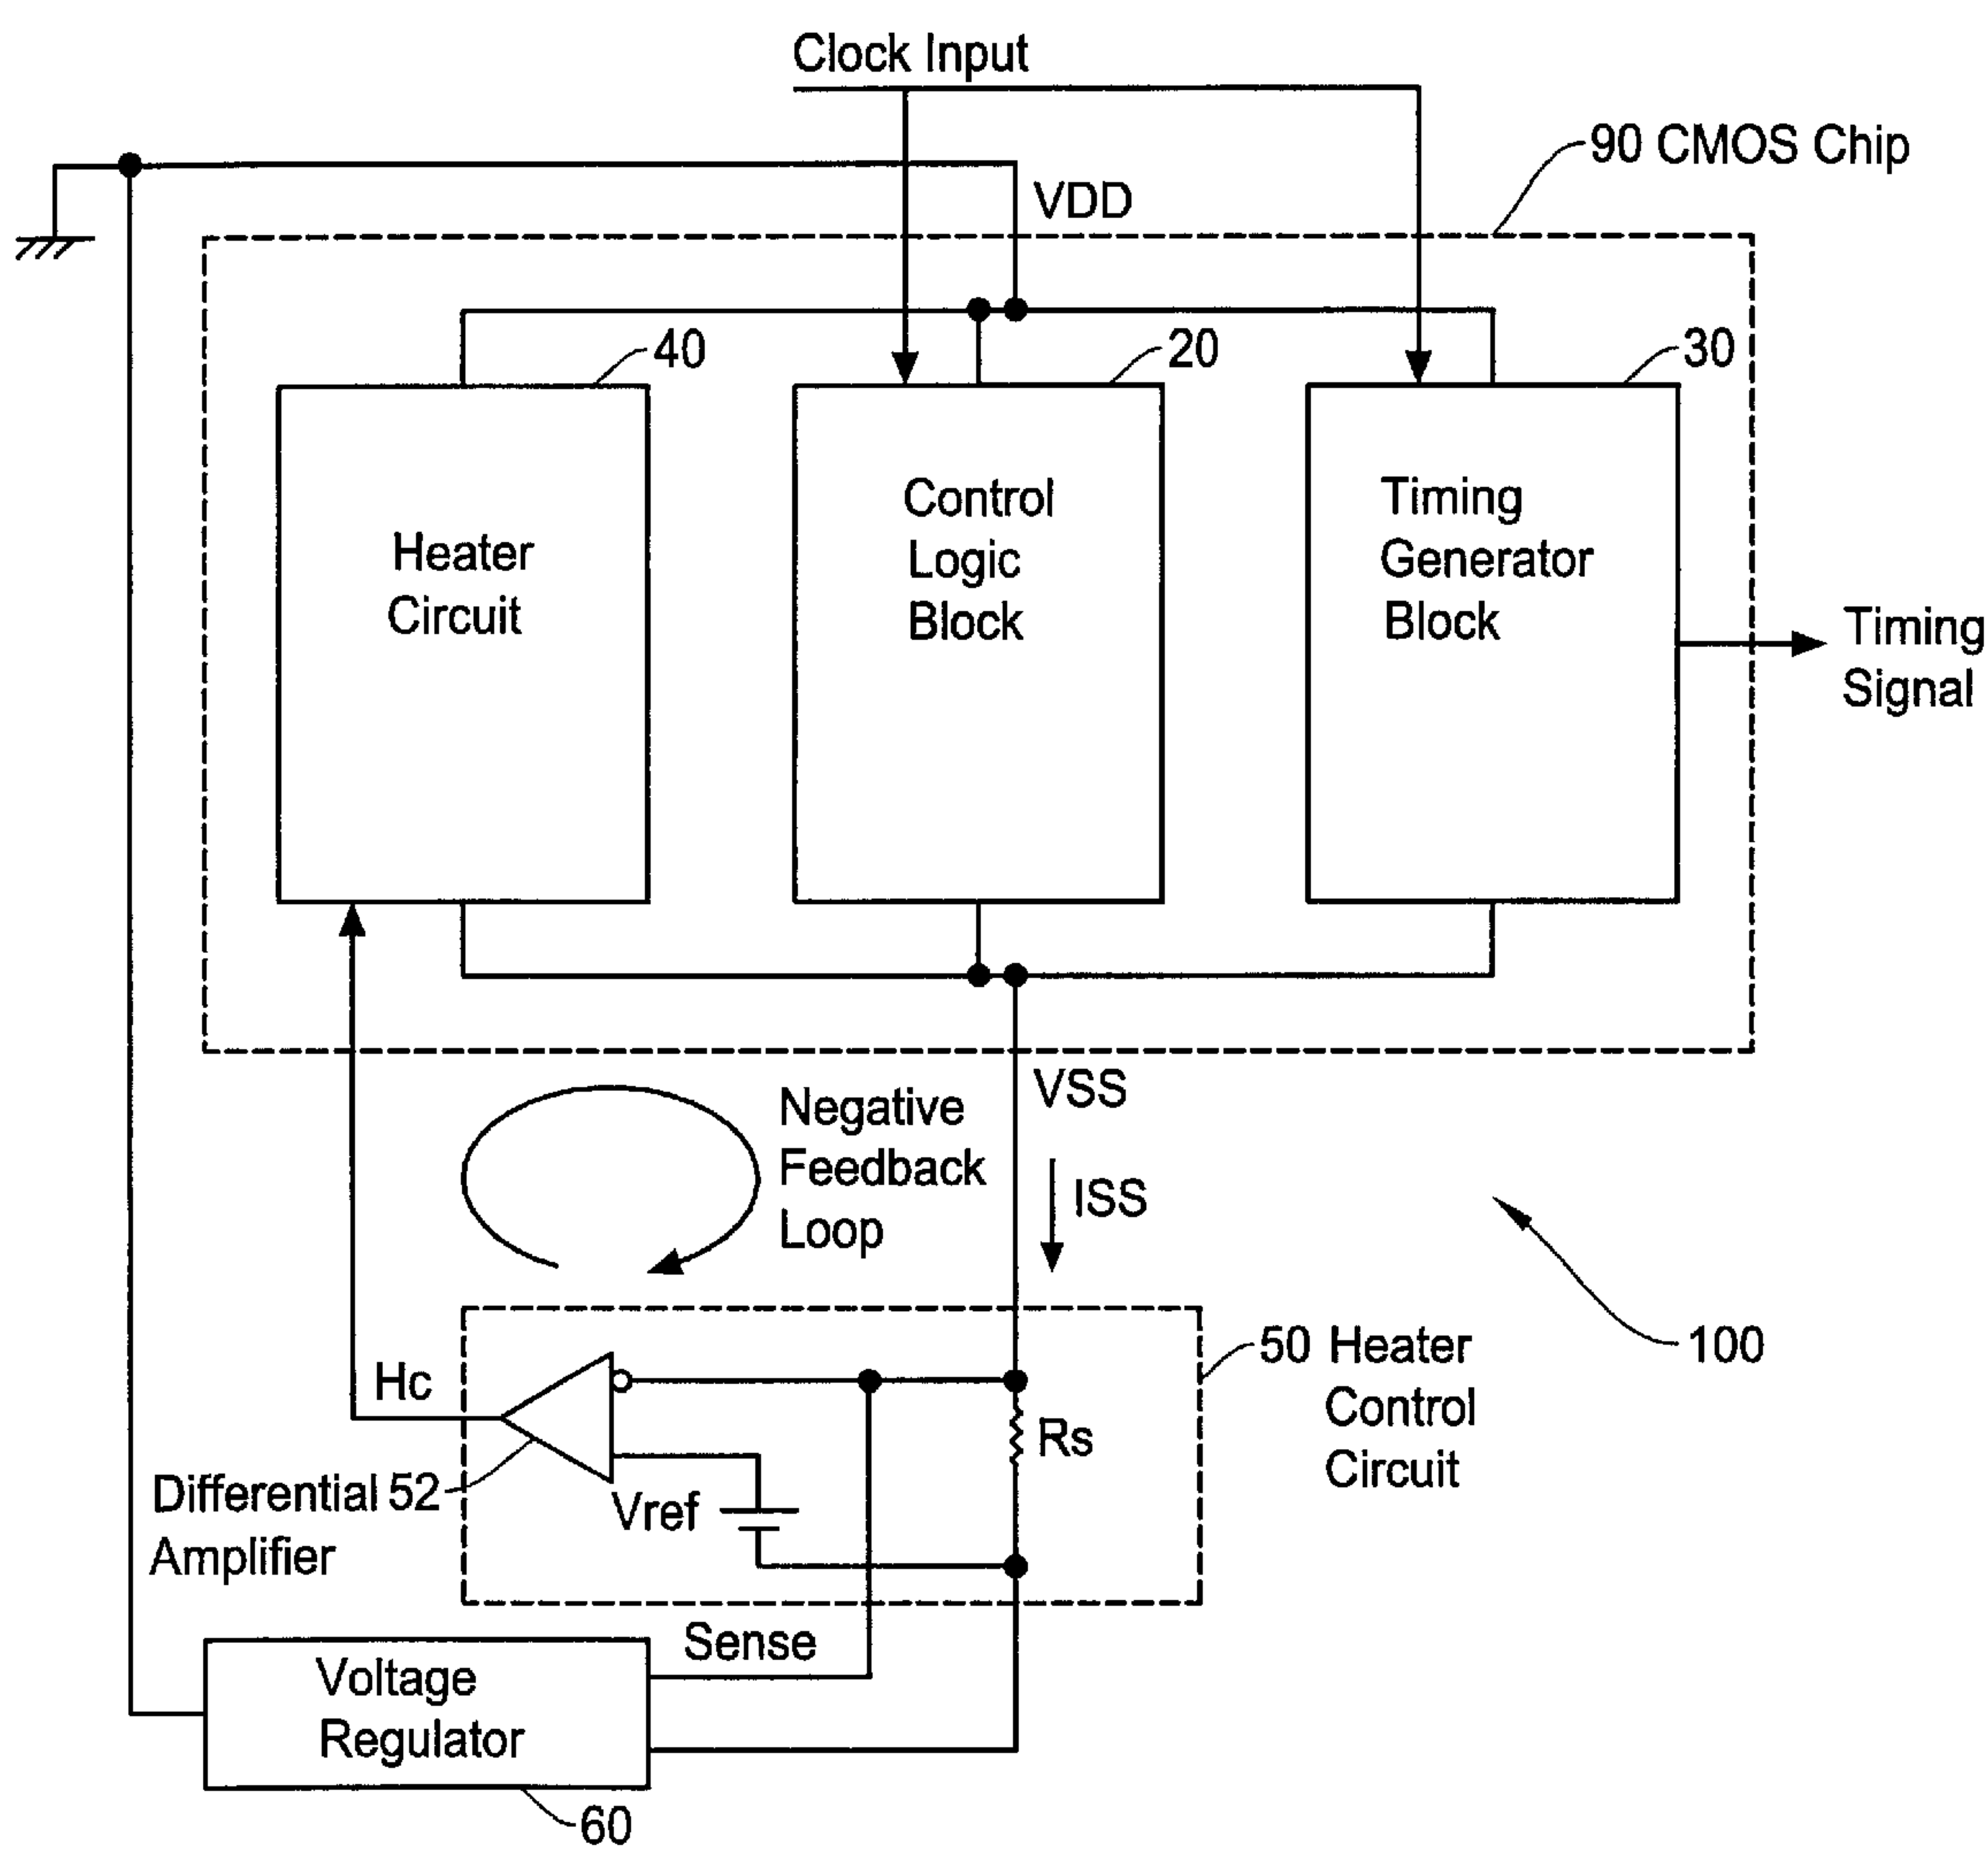 Clock Input
90 CMOS Chip
VDD
40
20
30
Heater
Circuit
Control
Logic
Block
Timing
Generator
Block
Timing
Signal
VSS
Negative
Feedback
Loop
ISS
100
50 Heater
Control
Circuit
Hc
Rs
Differential 52
Amplifier
Vref
Sense
Voltage
Regulator
60